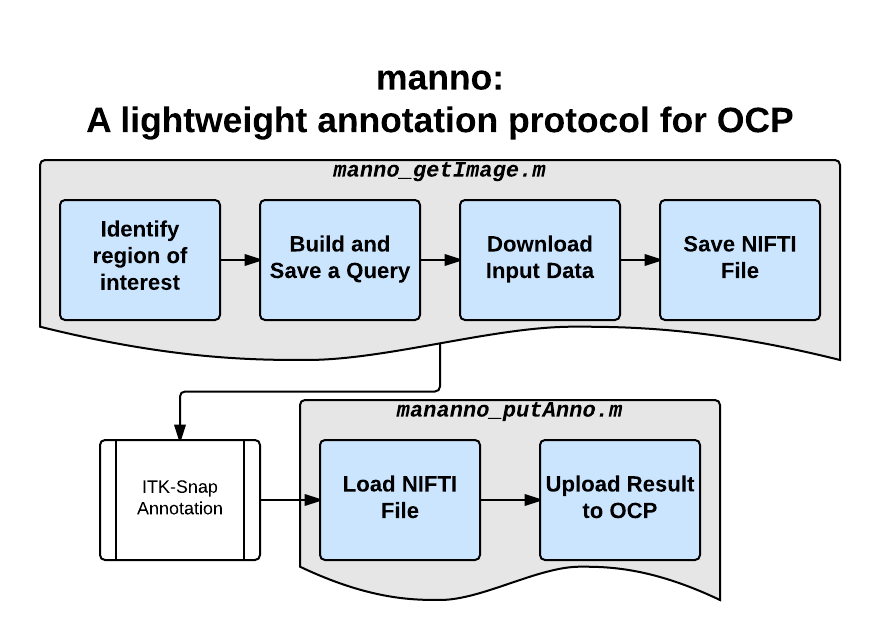 manno:
A lightweight annotation protocol for OCP
manno_getImage.m
Identify
region of
interest
Build and
Save a Query
Download
Input Data
Save NIFTI
File
mananno_putAnno.m
ITK-Snap
Annotation
Load NIFTI
File
Upload Result
to OCP